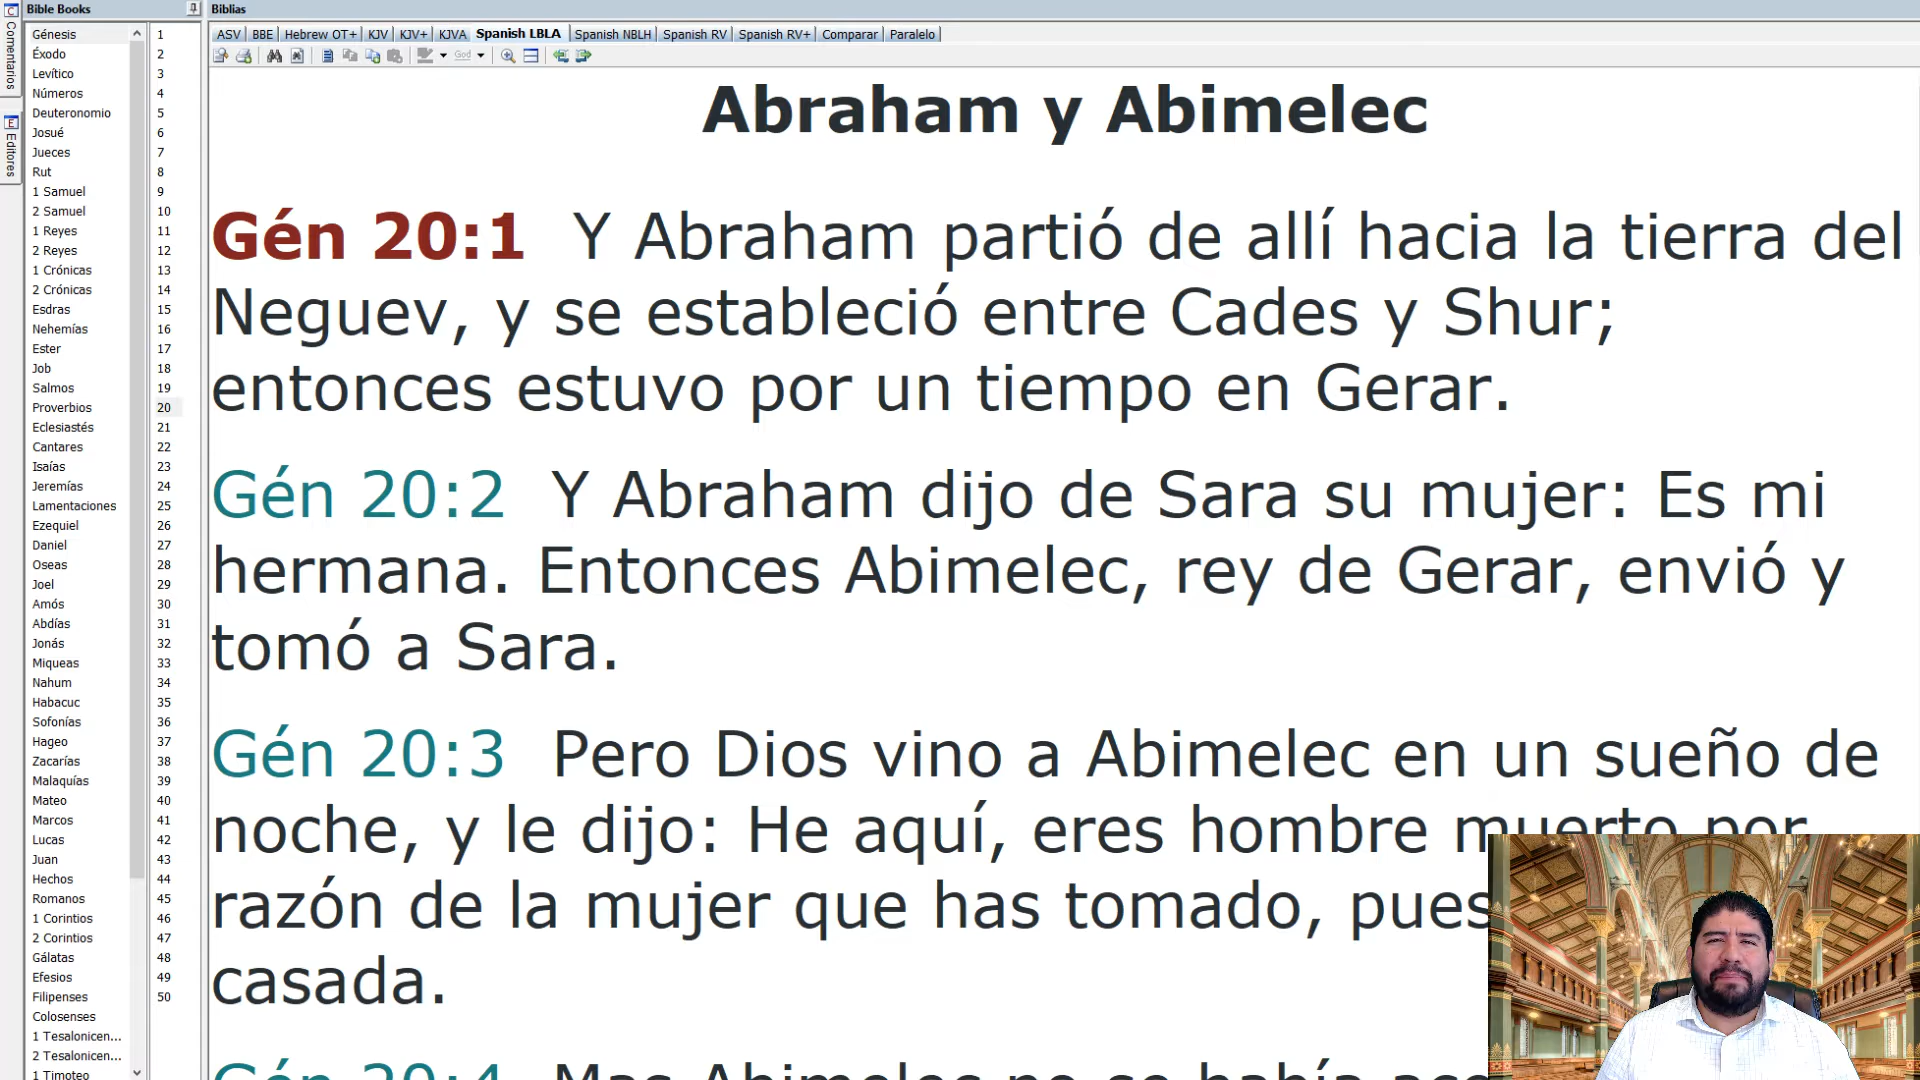 Bible Books
Biblias
Comentarios
Editores
Génesis
Éxodo
Levítico
Números
Deuteronomio
Josué
Jueces
Rut
1 Samuel
2 Samuel
1 Reyes
2 Reyes
1 Crónicas
2 Crónicas
Esdras
Nehemías
Ester
Job
Salmos
Proverbios
Eclesiastés
Cantares
Isaías
Jeremías
Lamentaciones
Ezequiel
Daniel
Oseas
Joel
Amós
Abdías
Jonás
Miqueas
Nahum
Habacuc
Sofonías
Hageo
Zacarías
Malaquías
Mateo
Marcos
Lucas
Juan
Hechos
Romanos
1 Corintios
2 Corintios
Gálatas
Efesios
Filipenses
Colosenses
1 Tesalonicen...
2 Tesalonicen...
1 Timoteo
1
2
3
4
5
6
7
8
9
10
11
12
13
14
15
16
17
18
19
20
21
22
23
24
25
26
27
28
29
30
31
32
33
34
35
36
37
38
39
40
41
42
43
44
45
46
47
48
49
50
ASV BBE Hebrew OT+ KJV KJV+ KJVA Spanish LBLA Spanish NBLH Spanish RV Spanish RV+ Comparar Paralelo
God
Abraham y Abimelec
Gén 20:1 Y Abraham partió de allí hacia la tierra del
Neguev, y se estableció entre Cades y Shur;
entonces estuvo por un tiempo en Gerar.
Gén 20:2 Y Abraham dijo de Sara su mujer: Es mi
hermana. Entonces Abimelec, rey de Gerar, envió y
tomó a Sara.
Gén 20:3 Pero Dios vino a Abimelec en un sueño de
noche, y le dijo: He aquí, eres hombre muerto por
razón de la mujer que has tomado, pues
casada.
Gén 20:4 Mas Abimelec no se había